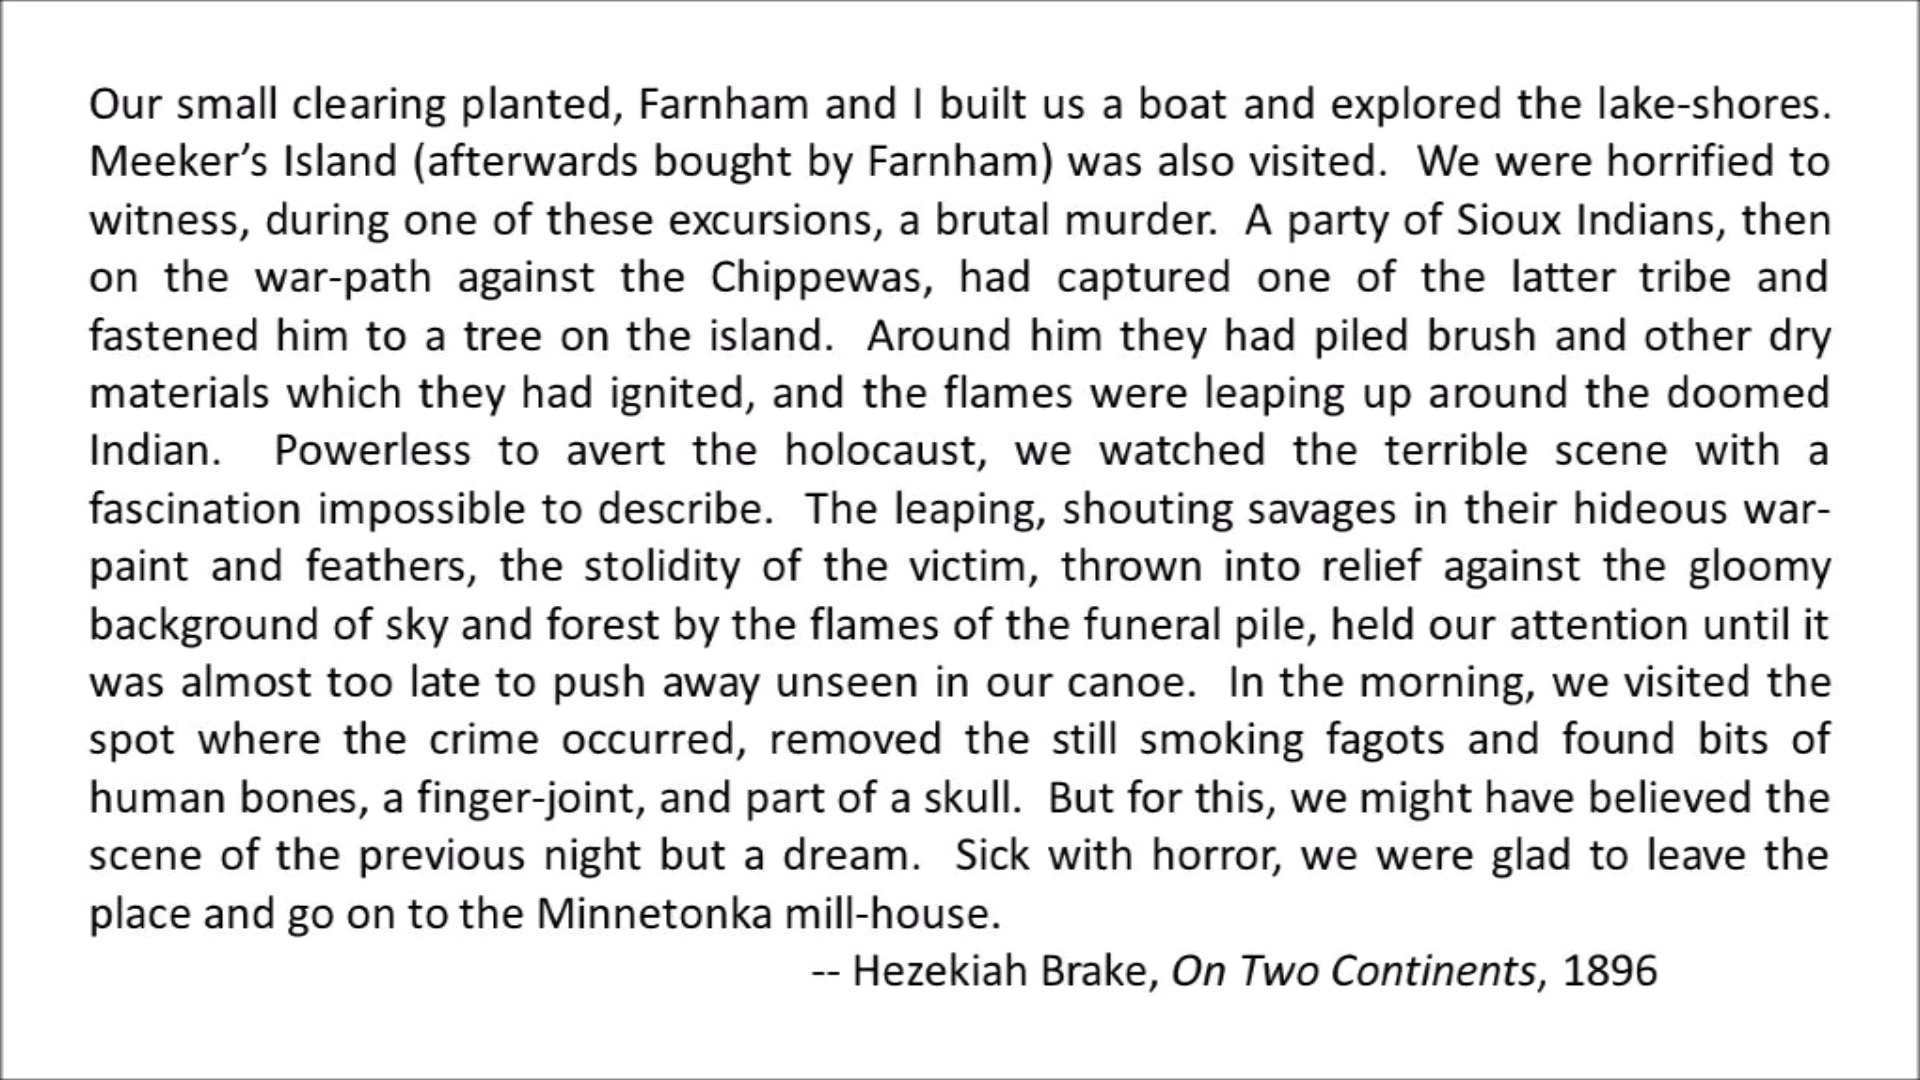 Our small clearing planted, Farnham and I built us a boat and explored the lake-shores.
Meeker’s Island (afterwards bought by Farnham) was also visited.  We were horrified to
witness, during one of these excursions, a brutal murder.  A party of Sioux Indians, then
on the war-path against the Chippewas, had captured one of the latter tribe and
fastened him to a tree on the island.  Around him they had piled brush and other dry
materials which they had ignited, and the flames were leaping up around the doomed
Indian.  Powerless to avert the holocaust, we watched the terrible scene with a
fascination impossible to describe.  The leaping, shouting savages in their hideous war-
paint and feathers, the stolidity of the victim, thrown into relief against the gloomy
background of sky and forest by the flames of the funeral pile, held our attention until it
was almost too late to push away unseen in our canoe.  In the morning, we visited the
spot where the crime occurred, removed the still smoking fagots and found bits of
human bones, a finger-joint, and part of a skull.  But for this, we might have believed the
scene of the previous night but a dream.  Sick with horror, we were glad to leave the
place and go on to the Minnetonka mill-house.
-- Hezekiah Brake, On Two Continents, 1896